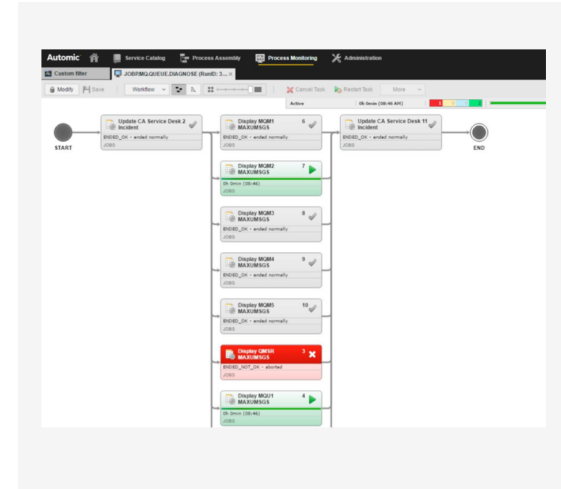 Automic
Service Catalog
Process Assembly
Process Monitoring
Administration
Custom filter
JOBP.MQ.QUEUE.DIAGNOSE (RunID: 3...
Modify
Save
Workflow
Cancel Task
Restart Task
More
Active
0h 0min (08:46 AM)
START
Update CA Service Desk 2
Incident
ENDED_OK - ended normally
JOBS
Display MQM1 6
MAXUMSGS
ENDED_OK - ended normally
JOBS
Update CA Service Desk 11
Incident
ENDED_OK - ended normally
JOBS
END
Display MQM2 7
MAXUMSGS
0h 0min (08:46)
JOBS
Display MQM3 8
MAXUMSGS
ENDED_OK - ended normally
JOBS
Display MQM4 9
MAXUMSGS
ENDED_OK - ended normally
JOBS
Display MQM5 10
MAXUMSGS
ENDED_OK - ended normally
JOBS
Display QMSR 3
MAXUMSGS
ENDED_NOT_OK - aborted
JOBS
Display MQU1 4
MAXUMSGS
0h 0min (08:46)
JOBS